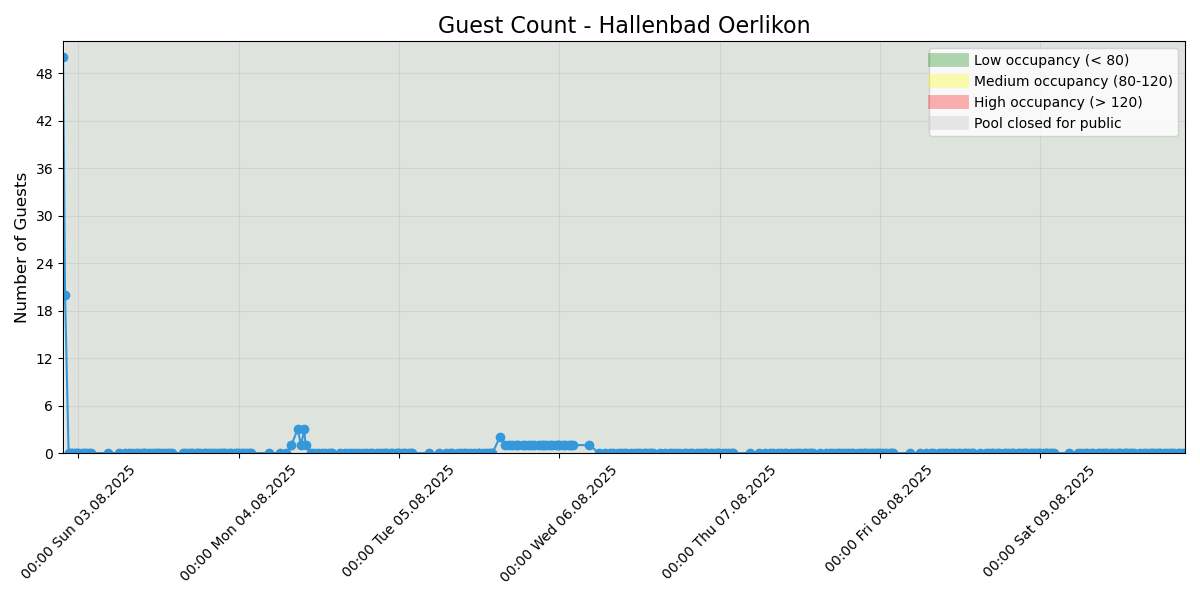 Guest Count - Hallenbad Oerlikon
Low occupancy (< 80)
Medium occupancy (80-120)
High occupancy (> 120)
Pool closed for public
Number of Guests
48
42
36
30
24
18
12
6
0
00:00 Sun 03.08.2025
00:00 Mon 04.08.2025
00:00 Tue 05.08.2025
00:00 Wed 06.08.2025
00:00 Thu 07.08.2025
00:00 Fri 08.08.2025
00:00 Sat 09.08.2025